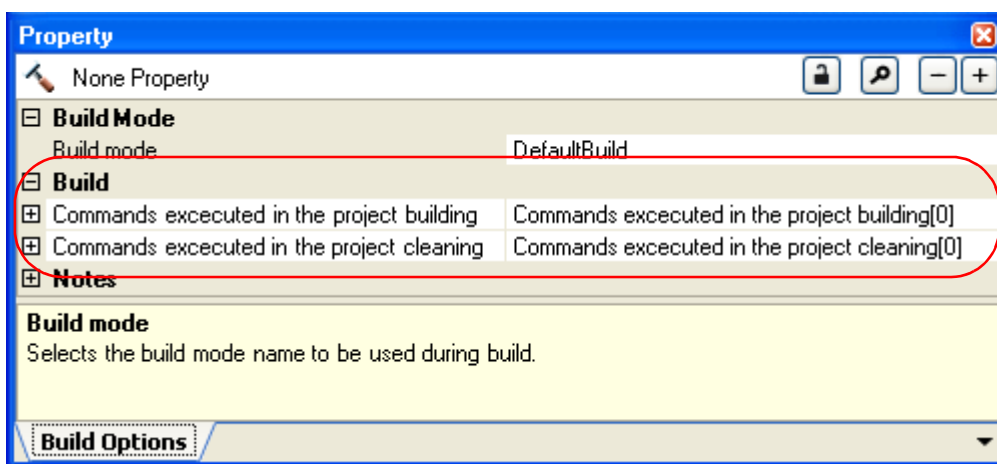 Property
None Property
Build Mode
Build mode DefaultBuild
Build
Commands excecuted in the project building Commands excecuted in the project building[0]
Commands excecuted in the project cleaning Commands excecuted in the project cleaning[0]
Notes
Build mode
Selects the build mode name to be used during build.
Build Options